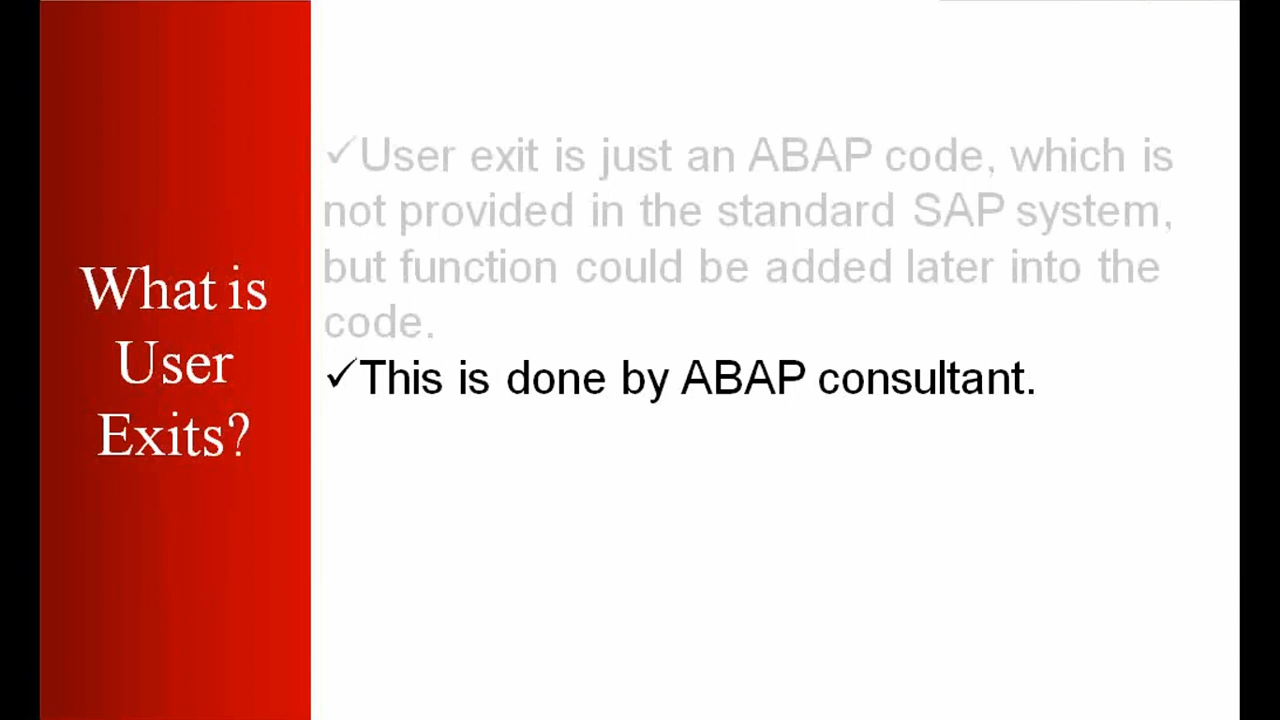 What is
User
Exits?
✓User exit is just an ABAP code, which is
not provided in the standard SAP system,
but function could be added later into the
code.
✓This is done by ABAP consultant.